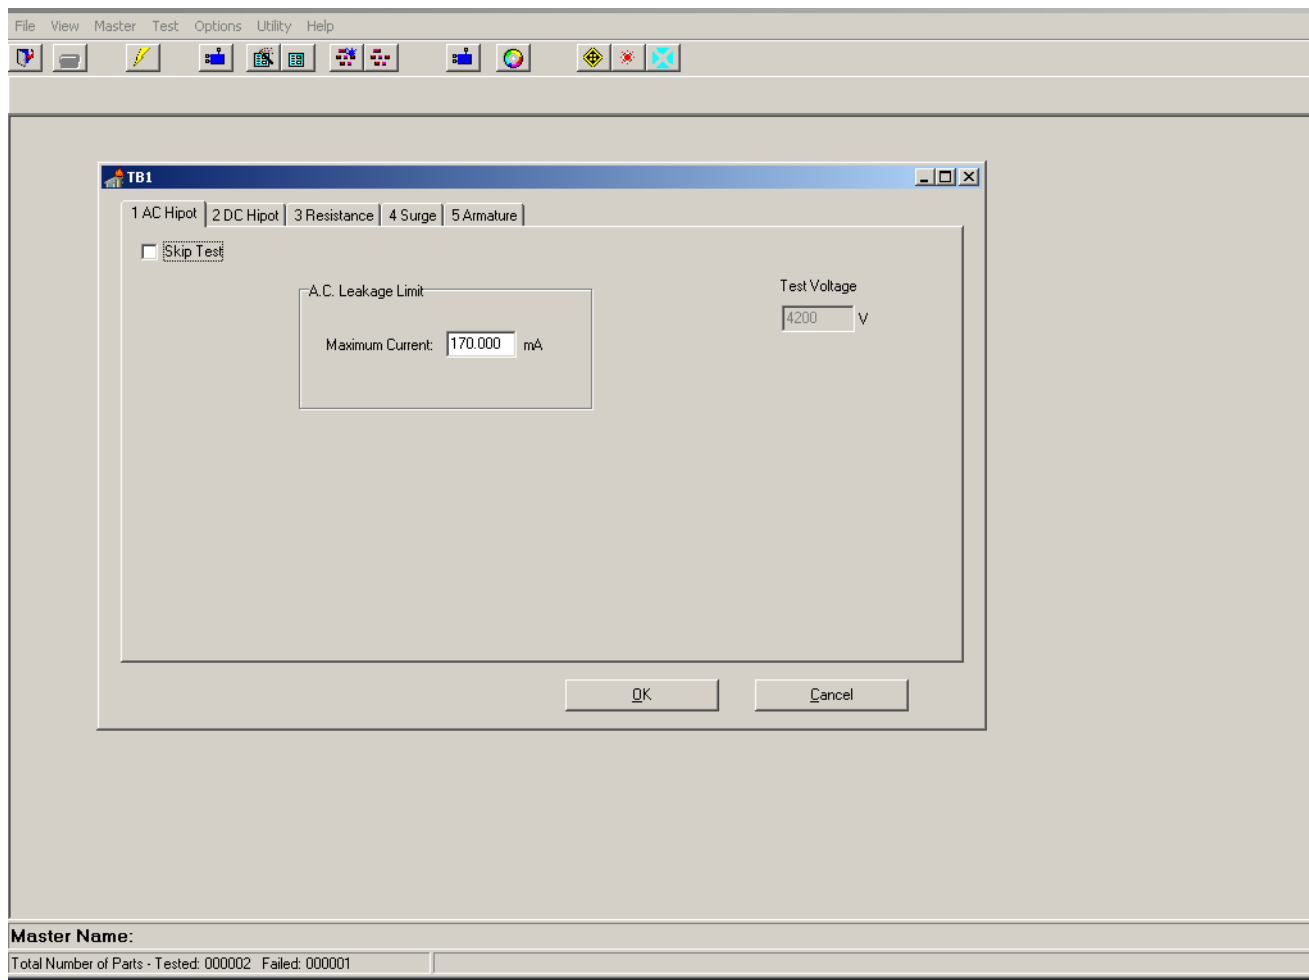 File View Master Test Options Utility Help
TB1
1 AC Hipot 2 DC Hipot 3 Resistance 4 Surge 5 Armature
Skip Test
A.C. Leakage Limit
Test Voltage
4200 V
Maximum Current: 170.000 mA
OK Cancel
Master Name:
Total Number of Parts - Tested: 000002 Failed: 000001